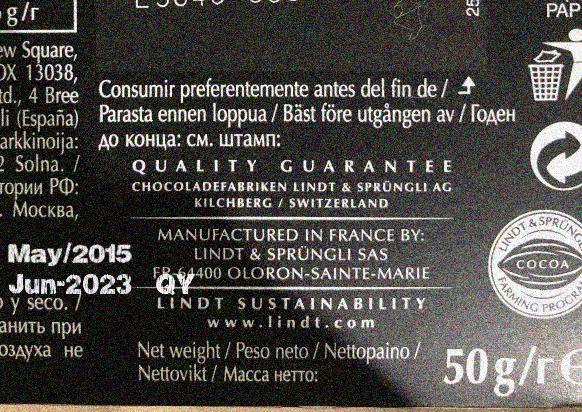 g/r
PAP
ew Square,
OX 13038,
td., 4 Bree
li (España)
arkkinoija:
2 Solna. /
тории РФ:
. Москва,
Consumir preferentemente antes del fin de /
Parasta ennen loppua / Bäst före utgången av / Годен
до конца: см. штамп:
QUALITY GUARANTEE
CHOCOLADEFABRIKEN LINDT & SPRÜNGLI AG
KILCHBERG / SWITZERLAND
MANUFACTURED IN FRANCE BY:
LINDT & SPRÜNGLI SAS
FR-64400 OLORON-SAINTE-MARIE
May/2015
Jun-2023 QY
LINDT SUSTAINABILITY
www.lindt.com
o y seco. /
анить при
оздуха не
Net weight / Peso neto / Nettopaino /
Nettovikt / Масса нетто:
50 g/г e
LINDT & SPRÜNGLI
COCOA
FARMING PROGRAM